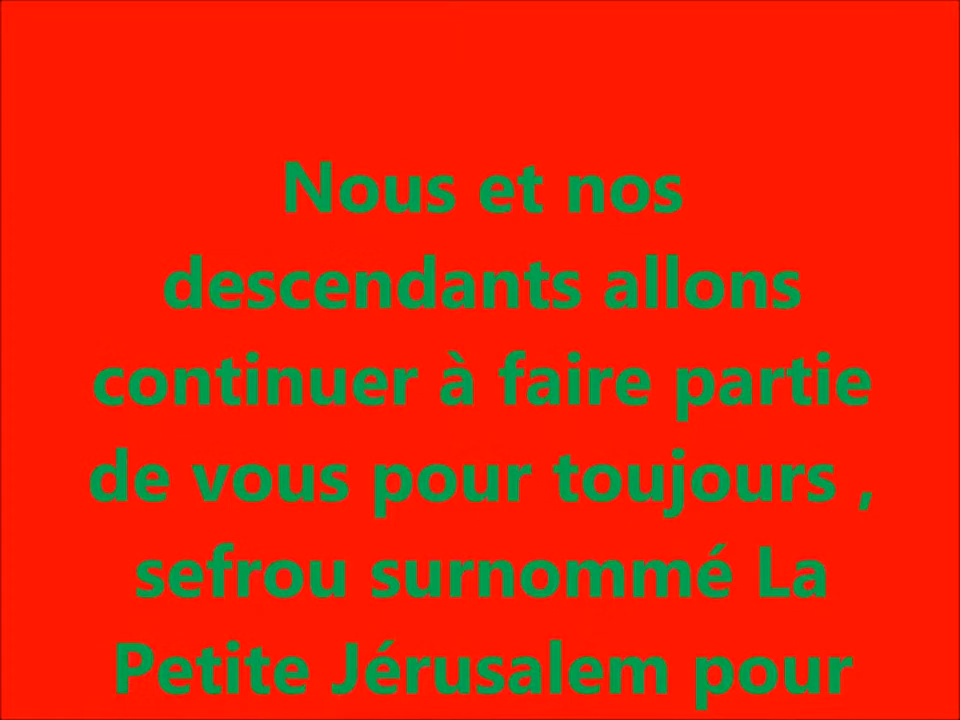 Nous et nos
descendants allons
continuer à faire partie
de vous pour toujours ,
sefrou surnommé La
Petite Jérusalem pour